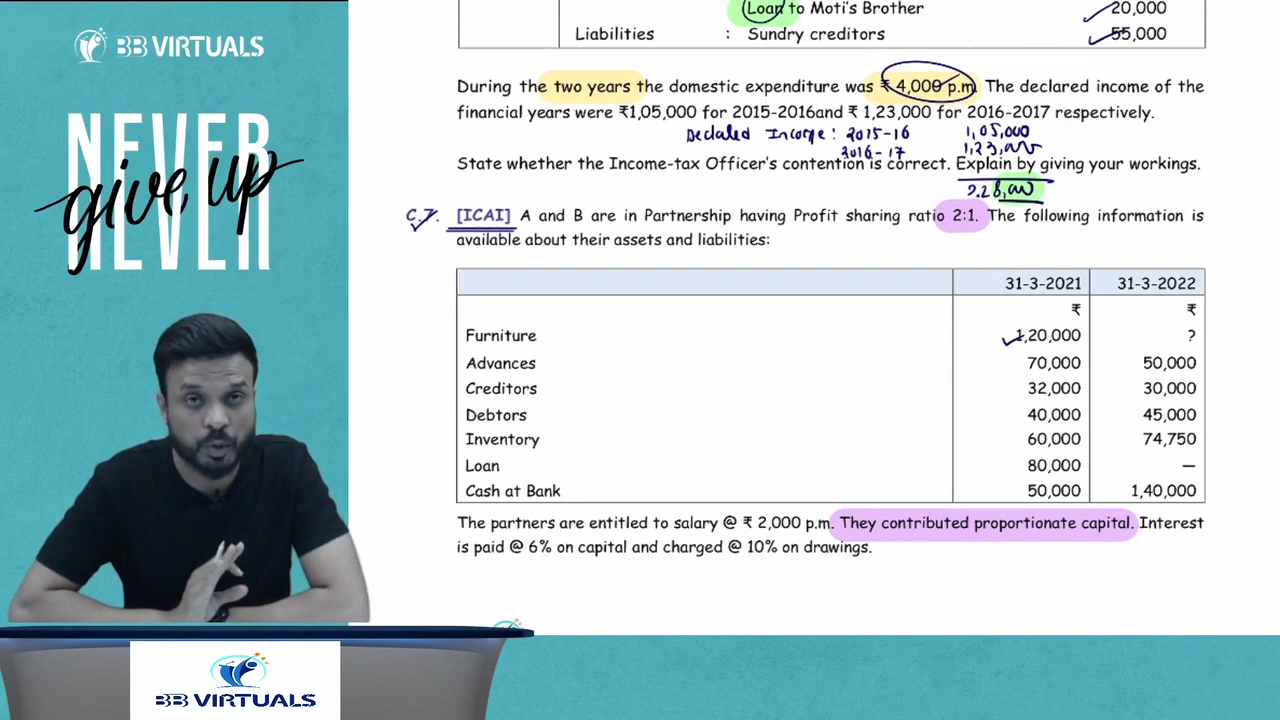 BB VIRTUALS
NEVER
give up
NEVER
Loan to Moti's Brother 20,000
Liabilities : Sundry creditors 55,000
During the two years the domestic expenditure was ₹ 4,000 p.m. The declared income of the
financial years were ₹1,05,000 for 2015-2016and ₹ 1,23,000 for 2016-2017 respectively.
Declared Income: 2015-16 1,05,000
2016-17 1,23,000
State whether the Income-tax Officer's contention is correct. Explain by giving your workings.
2,28,000
C.7. [ICAI] A and B are in Partnership having Profit sharing ratio 2:1. The following information is
available about their assets and liabilities:
31-3-2021 31-3-2022
₹ ₹
Furniture 1,20,000 ?
Advances 70,000 50,000
Creditors 32,000 30,000
Debtors 40,000 45,000
Inventory 60,000 74,750
Loan 80,000 —
Cash at Bank 50,000 1,40,000
The partners are entitled to salary @ ₹ 2,000 p.m. They contributed proportionate capital. Interest
is paid @ 6% on capital and charged @ 10% on drawings.
BB VIRTUALS